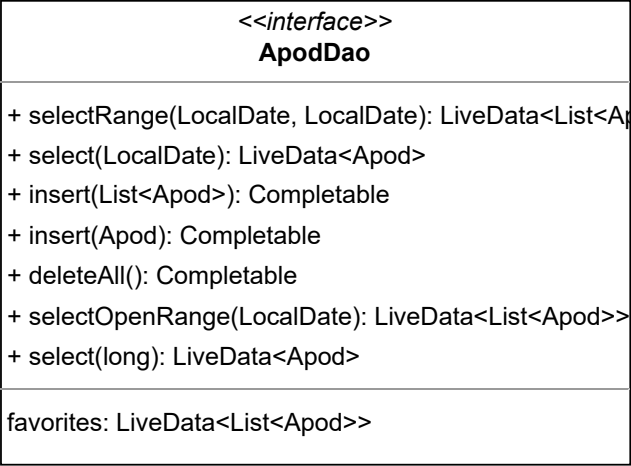 <<interface>>
ApodDao
+ selectRange(LocalDate, LocalDate): LiveData<List<Ap
+ select(LocalDate): LiveData<Apod>
+ insert(List<Apod>): Completable
+ insert(Apod): Completable
+ deleteAll(): Completable
+ selectOpenRange(LocalDate): LiveData<List<Apod>>
+ select(long): LiveData<Apod>
favorites: LiveData<List<Apod>>